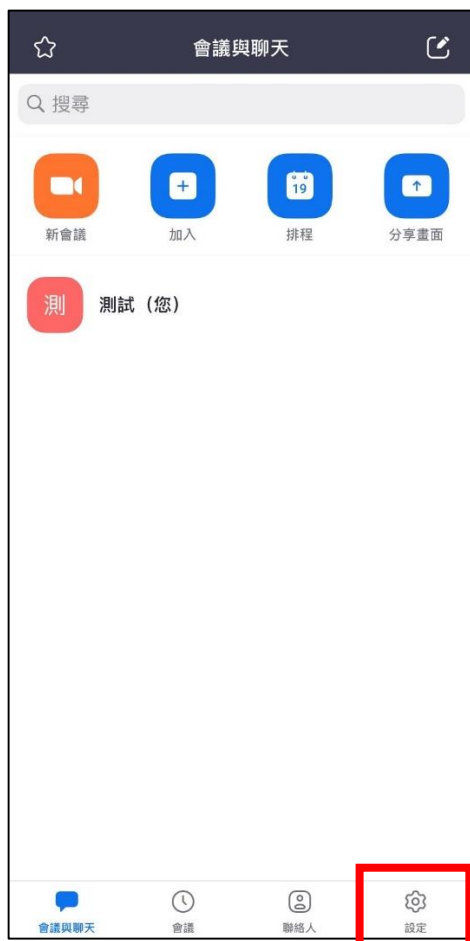 會議與聊天
搜尋
19
新會議 加入 排程 分享畫面
測 測試（您）
會議與聊天 會議 聯絡人 設定